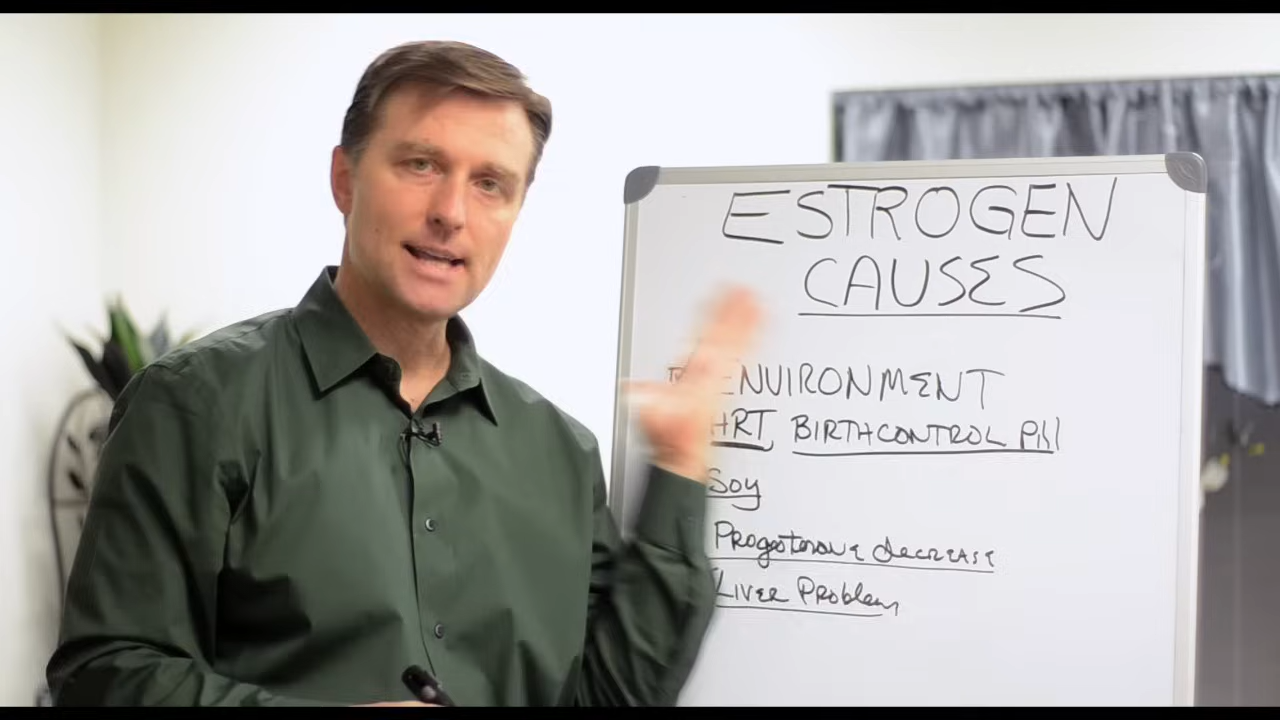 ESTROGEN
CAUSES
ENVIRONMENT
HRT BIRTHCONTROL Pill
Soy
Progesterone decrease
Liver Problem